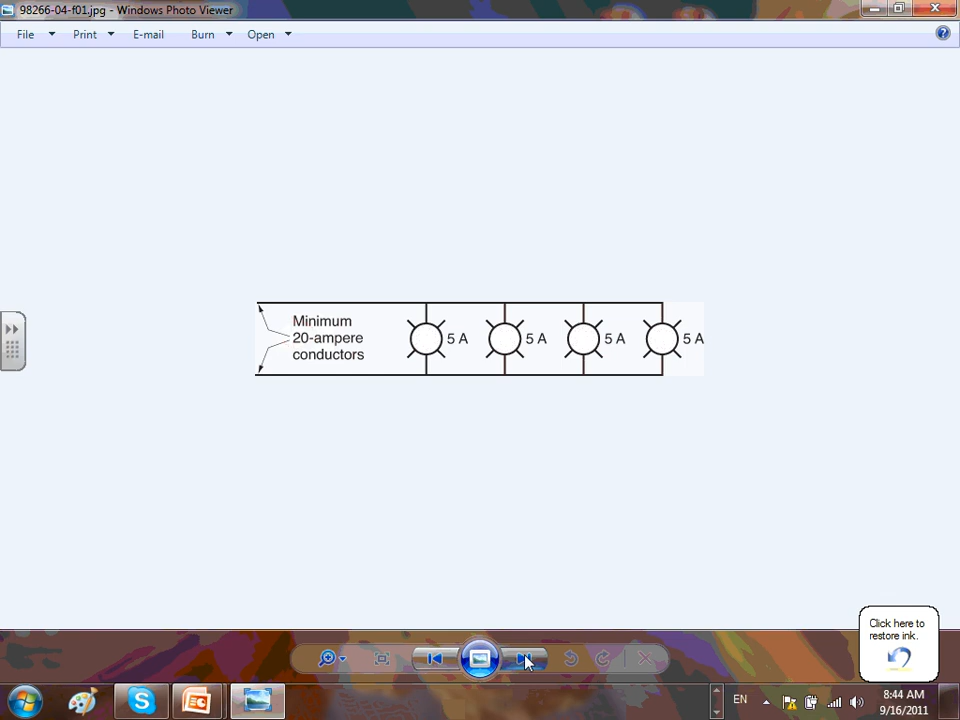 98266-04-f01.jpg - Windows Photo Viewer
File Print E-mail Burn Open
Minimum
20-ampere
conductors
5 A 5 A 5 A 5 A
Click here to
restore ink.
EN
8:44 AM
9/16/2011